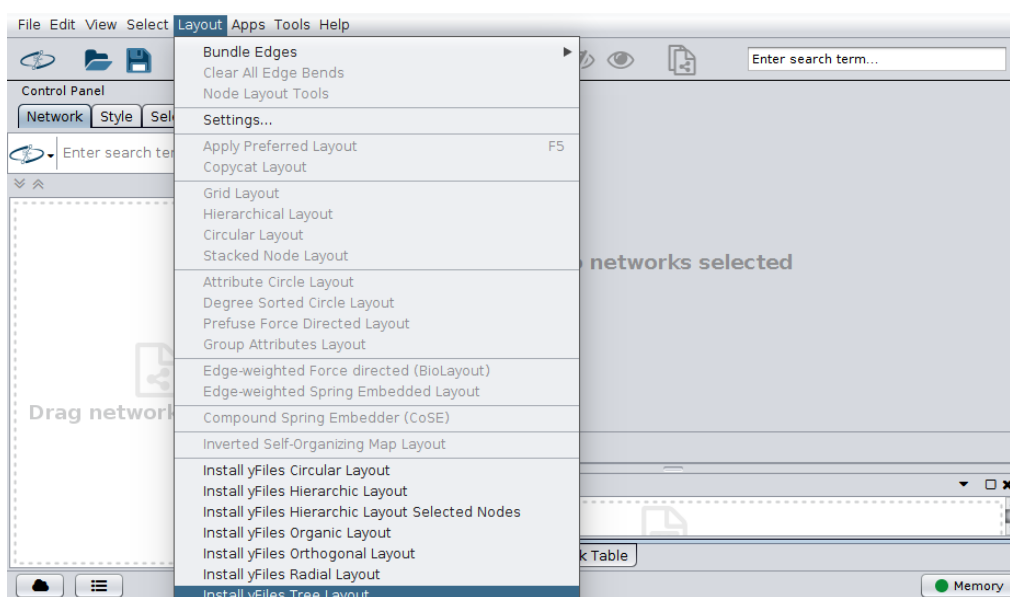 File Edit View Select Layout Apps Tools Help
Enter search term...
Control Panel
Network Style Sel
Enter search ter
Drag network
Bundle Edges
Clear All Edge Bends
Node Layout Tools
Settings...
Apply Preferred Layout F5
Copycat Layout
Grid Layout
Hierarchical Layout
Circular Layout
Stacked Node Layout
Attribute Circle Layout
Degree Sorted Circle Layout
Prefuse Force Directed Layout
Group Attributes Layout
Edge-weighted Force directed (BioLayout)
Edge-weighted Spring Embedded Layout
Compound Spring Embedder (CoSE)
Inverted Self-Organizing Map Layout
Install yFiles Circular Layout
Install yFiles Hierarchic Layout
Install yFiles Hierarchic Layout Selected Nodes
Install yFiles Organic Layout
Install yFiles Orthogonal Layout
Install yFiles Radial Layout
Install yFiles Tree Layout
networks selected
k Table
Memory